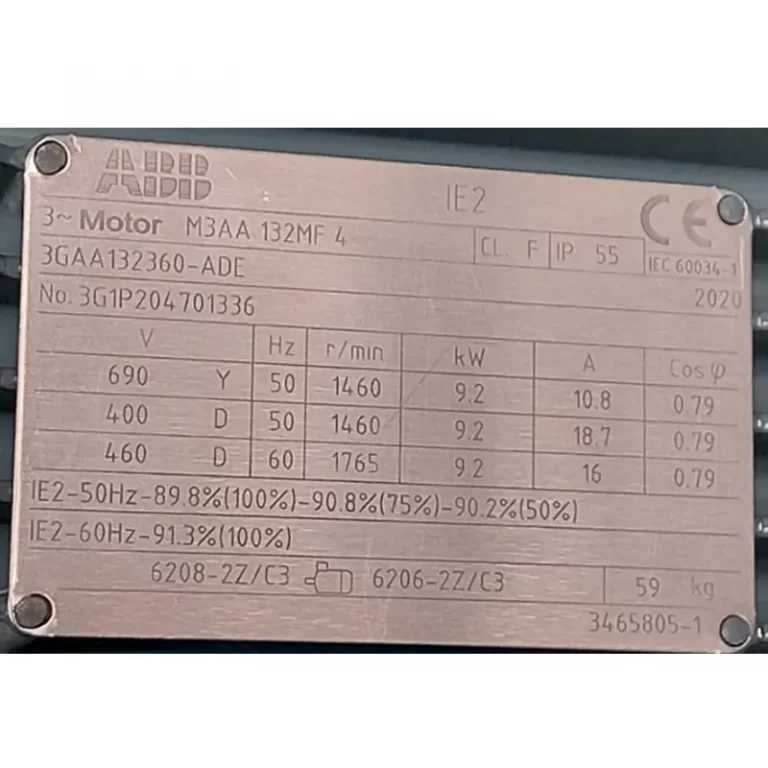 ABB
IE2
CE
3~ Motor M3AA 132MF 4
CL. F IP 55 IEC 60034-1
3GAA132360-ADE
2020
No. 3G1P204701336
V Hz r/min kW A Cos φ
690 Y 50 1460 9.2 10.8 0.79
400 D 50 1460 9.2 18.7 0.79
460 D 60 1765 9.2 16 0.79
IE2-50Hz-89.8%(100%)-90.8%(75%)-90.2%(50%)
IE2-60Hz-91.3%(100%)
6208-2Z/C3 6206-2Z/C3 59 kg
3465805-1